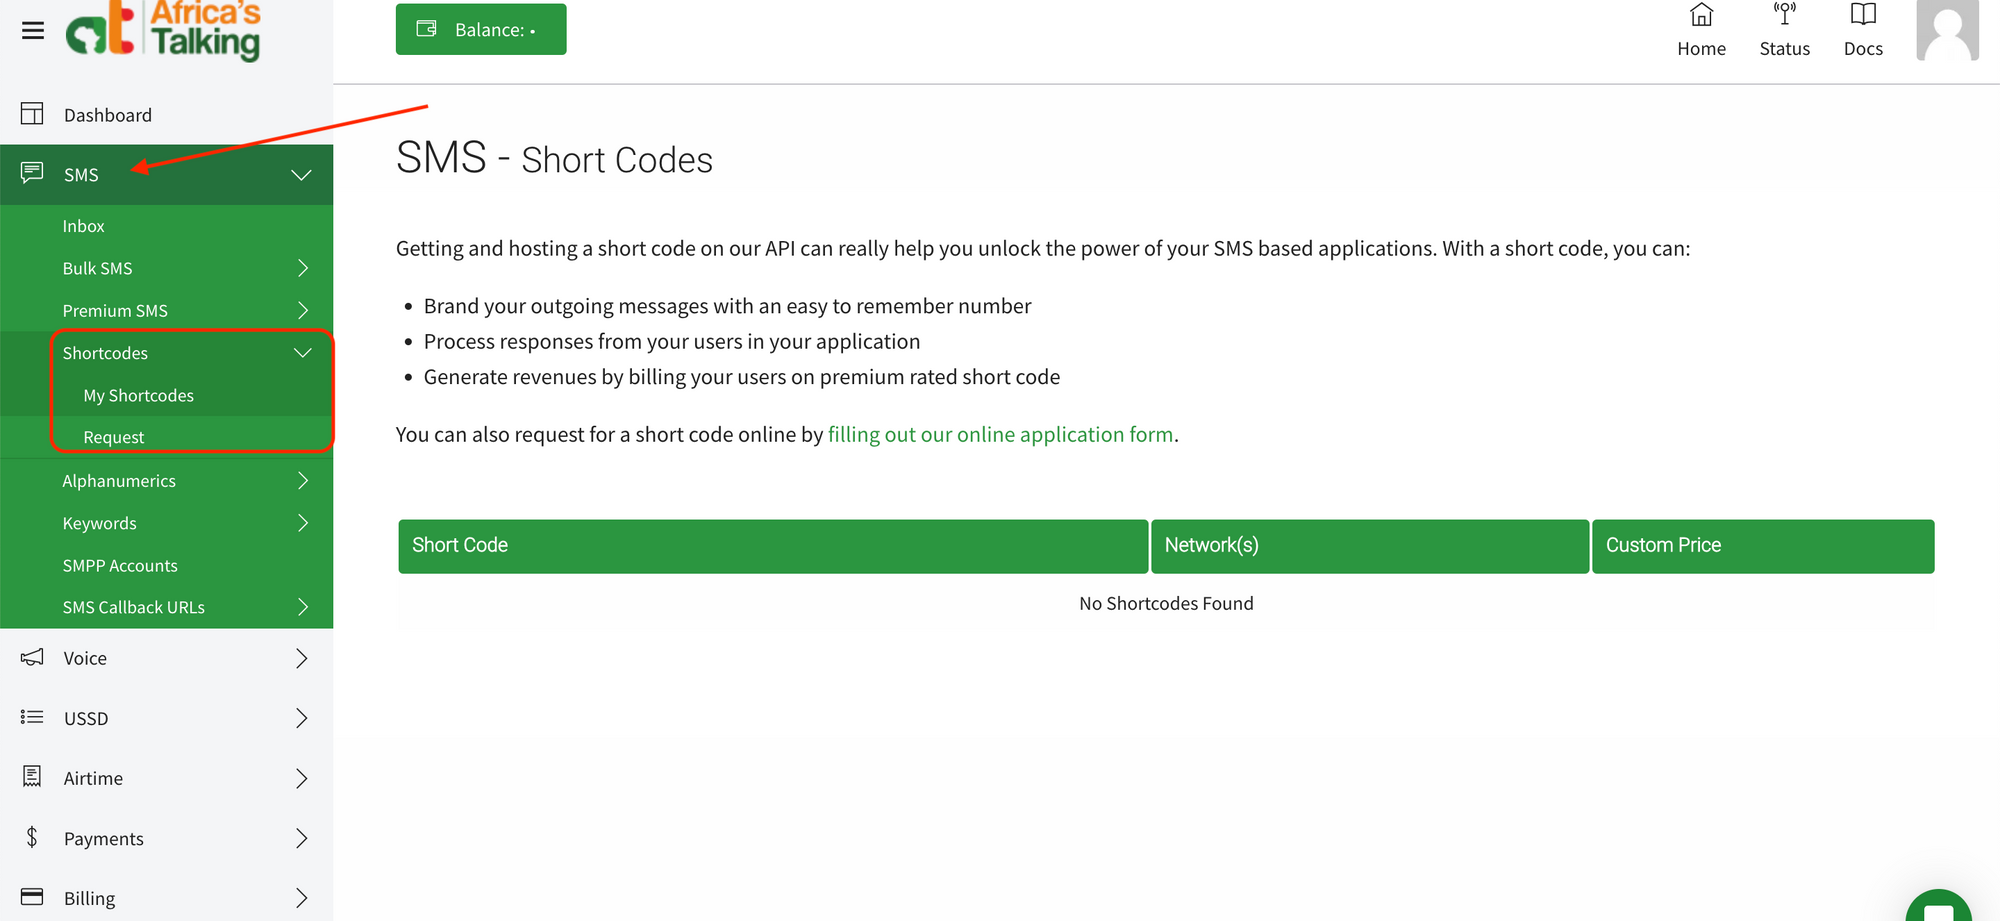 Africa's
Talking
Balance:
Home
Status
Docs
Dashboard
SMS
Inbox
Bulk SMS
Premium SMS
Shortcodes
My Shortcodes
Request
Alphanumerics
Keywords
SMPP Accounts
SMS Callback URLs
Voice
USSD
Airtime
Payments
Billing
SMS - Short Codes
Getting and hosting a short code on our API can really help you unlock the power of your SMS based applications. With a short code, you can:
• Brand your outgoing messages with an easy to remember number
• Process responses from your users in your application
• Generate revenues by billing your users on premium rated short code
You can also request for a short code online by filling out our online application form.
Short Code Network(s) Custom Price
No Shortcodes Found